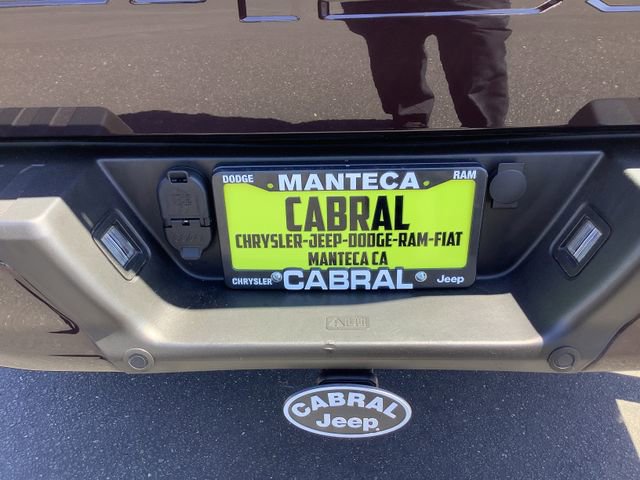 DODGE MANTECA RAM
CABRAL
CHRYSLER-JEEP-DODGE-RAM-FIAT
MANTECA CA
CHRYSLER CABRAL Jeep
CABRAL
Jeep